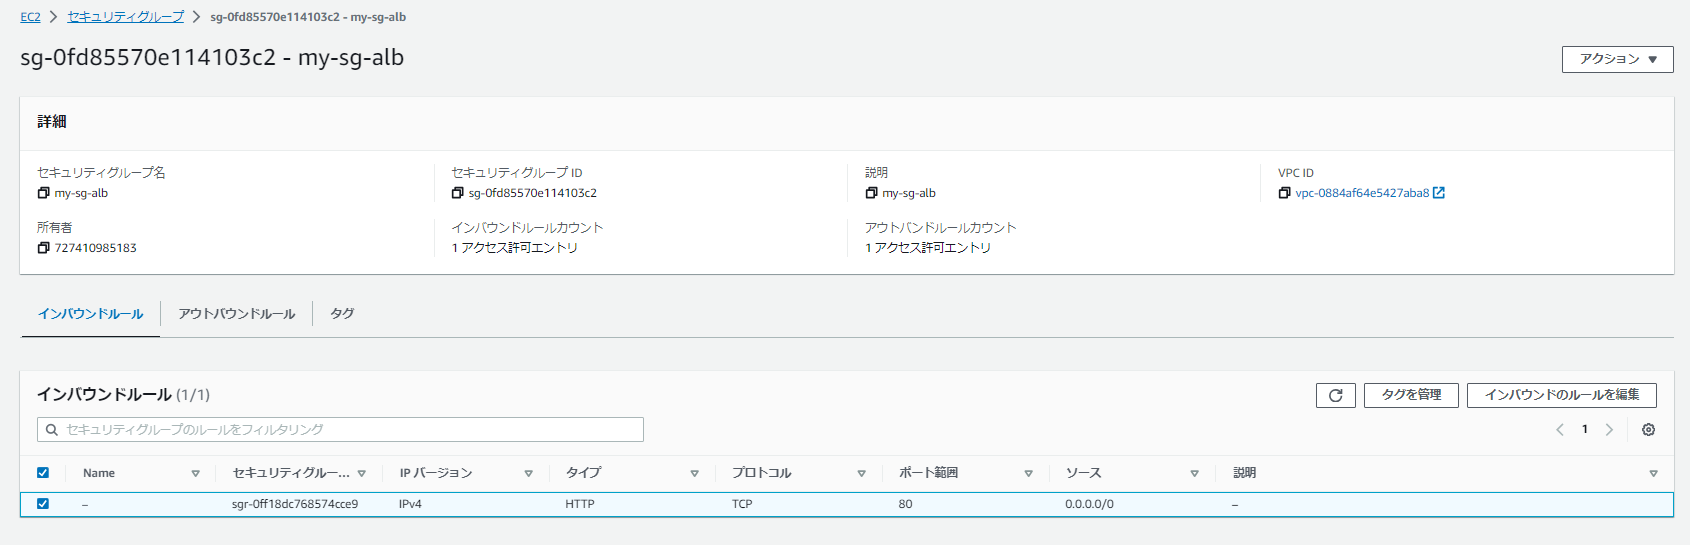 EC2 > セキュリティグループ > sg-0fd85570e114103c2 - my-sg-alb
sg-0fd85570e114103c2 - my-sg-alb
アクション ▼
詳細
セキュリティグループ名
my-sg-alb
セキュリティグループ ID
sg-0fd85570e114103c2
説明
my-sg-alb
VPC ID
vpc-0884af64e5427aba8
所有者
727410985183
インバウンドルールカウント
1 アクセス許可エントリ
アウトバンドルールカウント
1 アクセス許可エントリ
インバウンドルール アウトバウンドルール タグ
インバウンドルール (1/1)
タグを管理 インバウンドのルールを編集
セキュリティグループのルールをフィルタリング
1
Name セキュリティグルー... IP バージョン タイプ プロトコル ポート範囲 ソース 説明
– sgr-0ff18dc768574cce9 IPv4 HTTP TCP 80 0.0.0.0/0 –